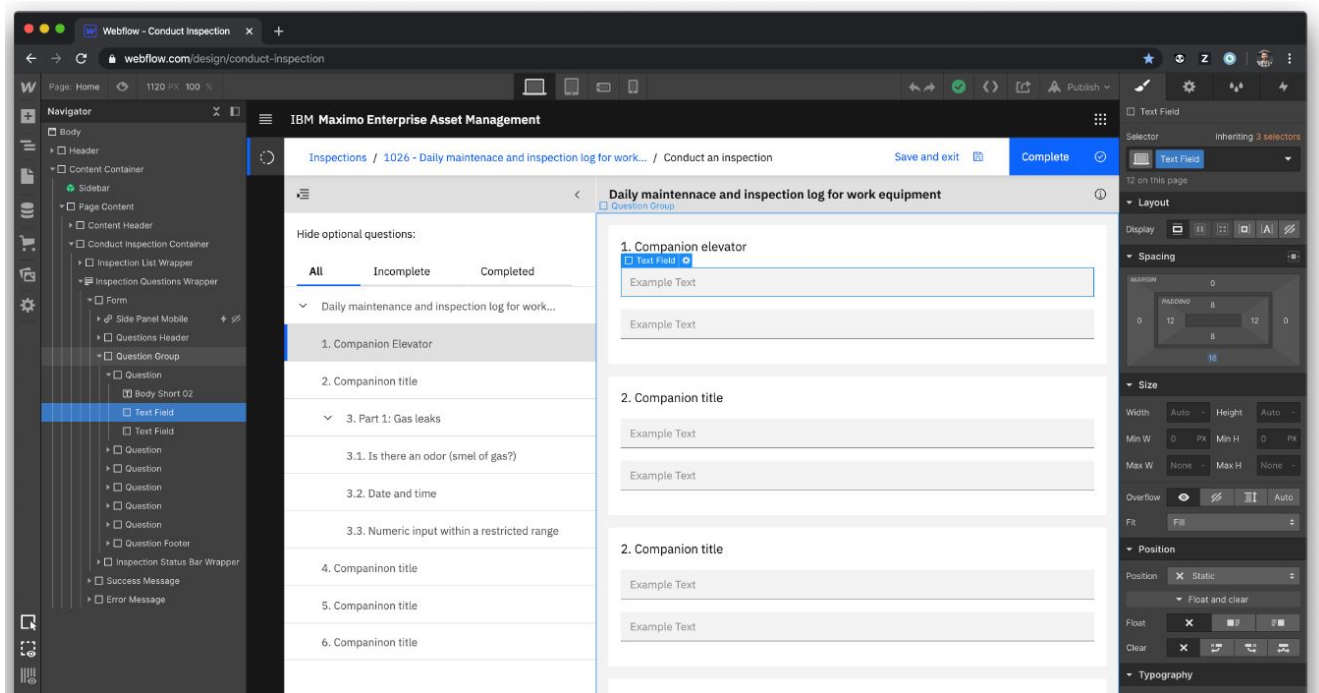 Webflow - Conduct Inspection
webflow.com/design/conduct-inspection
Page: Home 1120 PX 100 %
Publish
Navigator
Body
Header
Content Container
Sidebar
Page Content
Content Header
Conduct Inspection Container
Inspection List Wrapper
Inspection Questions Wrapper
Form
Side Panel Mobile
Questions Header
Question Group
Question
Body Short 02
Text Field
Text Field
Question
Question
Question
Question
Question
Question Footer
Inspection Status Bar Wrapper
Success Message
Error Message
IBM Maximo Enterprise Asset Management
Inspections / 1026 - Daily maintenace and inspection log for work... / Conduct an inspection
Save and exit
Complete
Hide optional questions:
All Incomplete Completed
Daily maintenance and inspection log for work...
1. Companion Elevator
2. Companinon title
3. Part 1: Gas leaks
3.1. Is there an odor (smel of gas?)
3.2. Date and time
3.3. Numeric input within a restricted range
4. Companinon title
5. Companinon title
6. Companinon title
Daily maintennace and inspection log for work equipment
Question Group
1. Companion elevator
Text Field
Example Text
Example Text
2. Companion title
Example Text
Example Text
2. Companion title
Example Text
Example Text
Text Field
Selector Inheriting 3 selectors
Text Field
12 on this page
Layout
Display
Spacing
MARGIN
0
PADDING
8
0 12 12 0
8
16
Size
Width Auto - Height Auto -
Min W 0 PX Min H 0 PX
Max W None - Max H None -
Overflow Auto
Fit Fill
Position
Position Static
Float and clear
Float
Clear
Typography